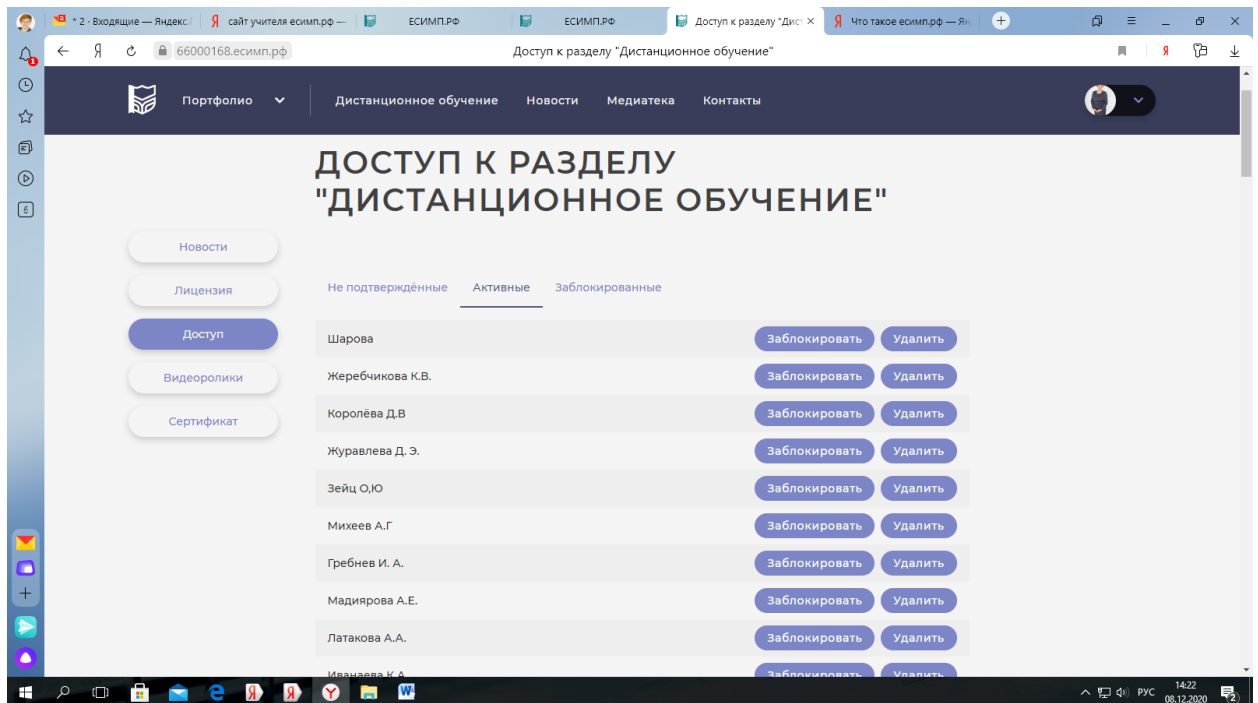 * 2 · Входящие — Яндекс.
сайт учителя есимп.рф —
ЕСИМП.РФ
ЕСИМП.РФ
Доступ к разделу "Дист
Что такое есимп.рф — Ян
66000168.есимп.рф
Доступ к разделу "Дистанционное обучение"
Портфолио
Дистанционное обучение
Новости
Медиатека
Контакты
ДОСТУП К РАЗДЕЛУ
"ДИСТАНЦИОННОЕ ОБУЧЕНИЕ"
Новости
Лицензия
Доступ
Видеоролики
Сертификат
Не подтверждённые Активные Заблокированные
Шарова Заблокировать Удалить
Жеребчикова К.В. Заблокировать Удалить
Королёва Д.В Заблокировать Удалить
Журавлева Д. Э. Заблокировать Удалить
Зейц О,Ю Заблокировать Удалить
Михеев А.Г Заблокировать Удалить
Гребнев И. А. Заблокировать Удалить
Мадиярова А.Е. Заблокировать Удалить
Латакова А.А. Заблокировать Удалить
Иванаева К.А. Заблокировать Удалить
РУС
14:22
08.12.2020